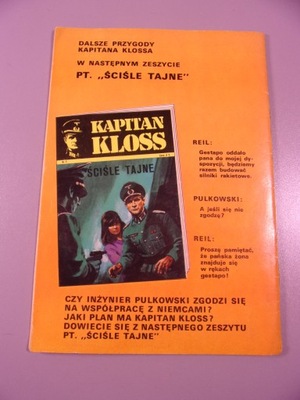 DALSZE PRZYGODY
KAPITANA KLOSSA
W NASTĘPNYM ZESZYCIE
PT. „ŚCIŚLE TAJNE"
KAPITAN
KLOSS
ŚCIŚLE TAJNE
REIL:
Gestapo oddało
pana do mojej dy-
spozycji, będziemy
razem budować
silniki rakietowe.
PULKOWSKI:
A jeśli się nie
zgodzę?
REIL:
Proszę pamiętać,
że pańska żona
znajduje się
w rękach
gestapo!
CZY INŻYNIER PULKOWSKI ZGODZI SIĘ
NA WSPÓŁPRACĘ Z NIEMCAMI?
JAKI PLAN MA KAPITAN KLOSS?
DOWIECIE SIĘ Z NASTĘPNEGO ZESZYTU
PT. „ŚCIŚLE TAJNE"